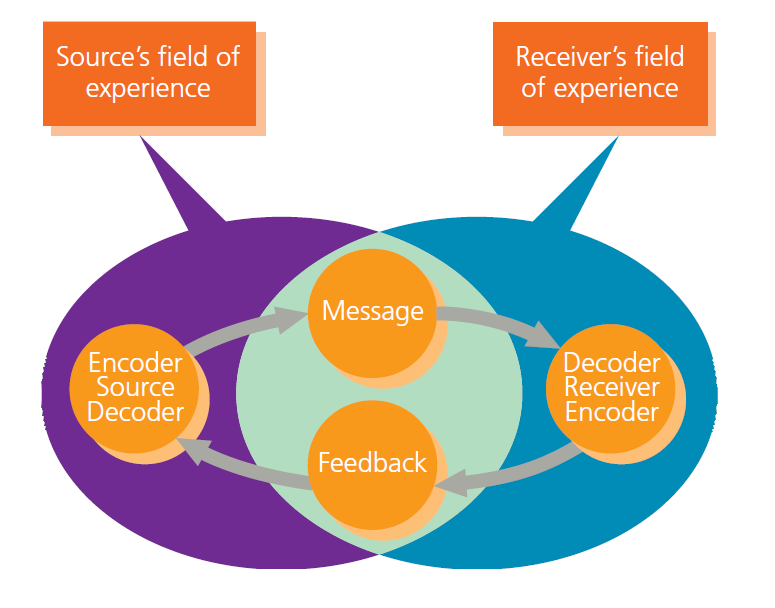 Source’s field of
experience
Receiver’s field
of experience
Message
Encoder
Source
Decoder
Decoder
Receiver
Encoder
Feedback